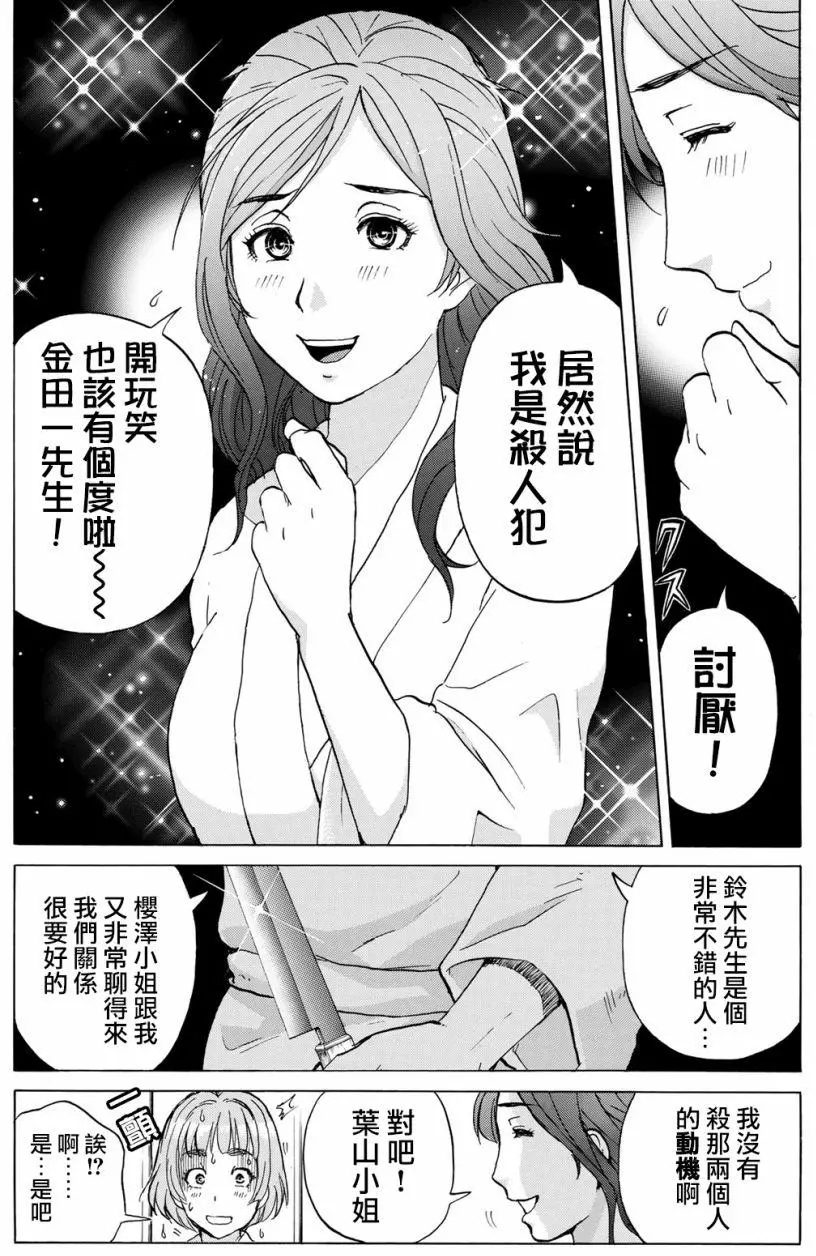 クス
討厭！
居然說
我是殺人犯
開玩笑
也該有個度啦~~~
金田一先生！
鈴木先生是個
非常不錯的人…
櫻澤小姐跟我
又非常聊得來
我們關係
很要好的
我沒有
殺那兩個人
的動機啊
對吧！
葉山小姐
一顫
誒!?
啊……
是…是吧